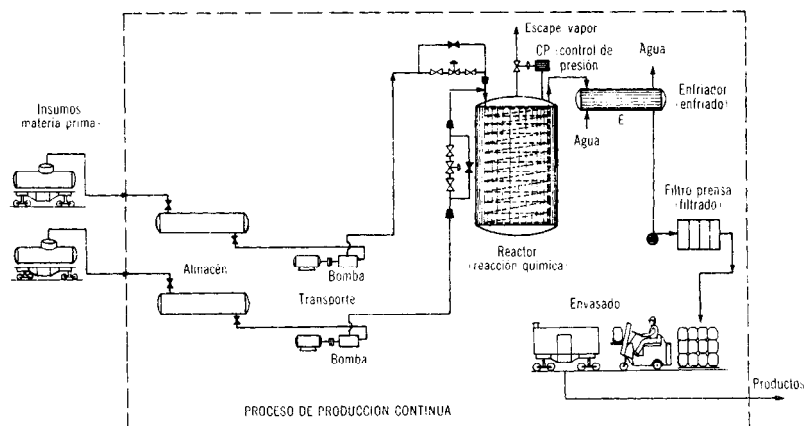 Insumos
materia prima
Almacén
Transporte
Bomba
Bomba
Escape vapor
CP (control de
presión)
Reactor
(reacción química)
Agua
Agua
E
Enfriador
(enfriado)
Filtro prensa
(filtrado)
Envasado
Productos
PROCESO DE PRODUCCION CONTINUA